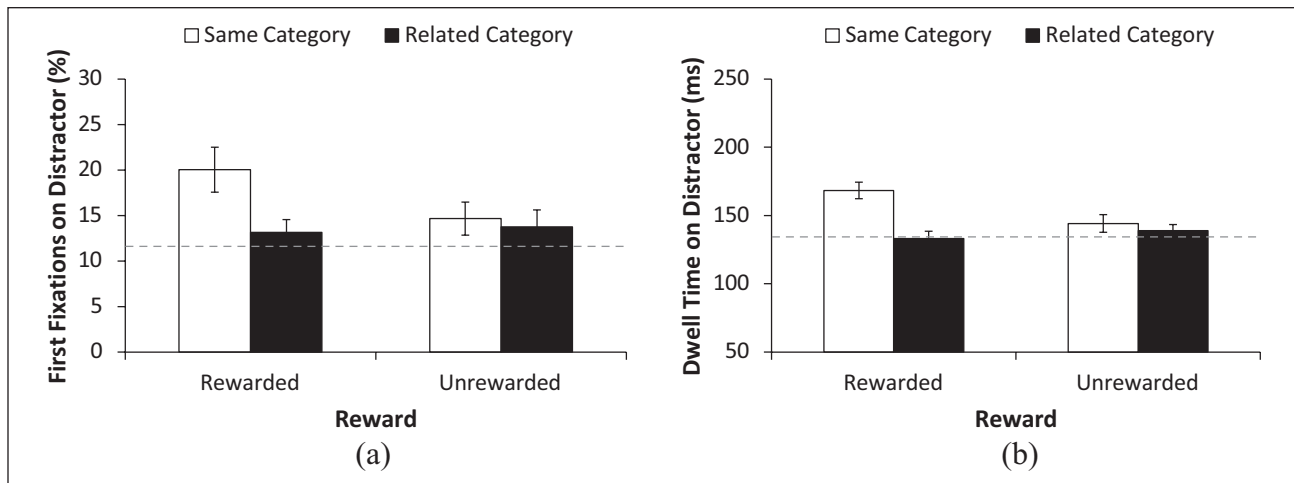 Same Category Related Category
First Fixations on Distractor (%)
30
25
20
15
10
5
0
Rewarded Unrewarded
Reward
(a)
Same Category Related Category
Dwell Time on Distractor (ms)
250
200
150
100
50
Rewarded Unrewarded
Reward
(b)